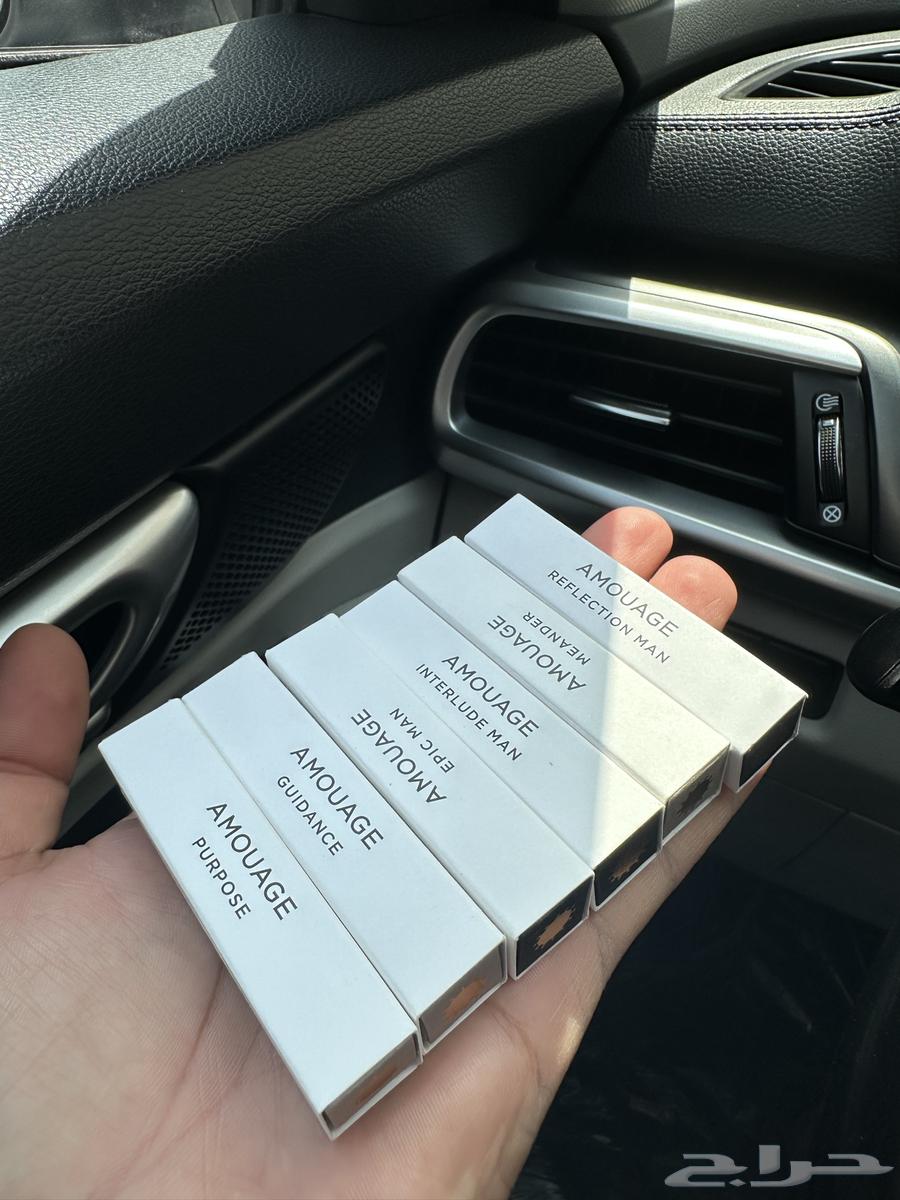 AMOUAGE
REFLECTION MAN
AMOUAGE
MEANDER
AMOUAGE
INTERLUDE MAN
AMOUAGE
EPIC MAN
AMOUAGE
GUIDANCE
AMOUAGE
PURPOSE
حراج